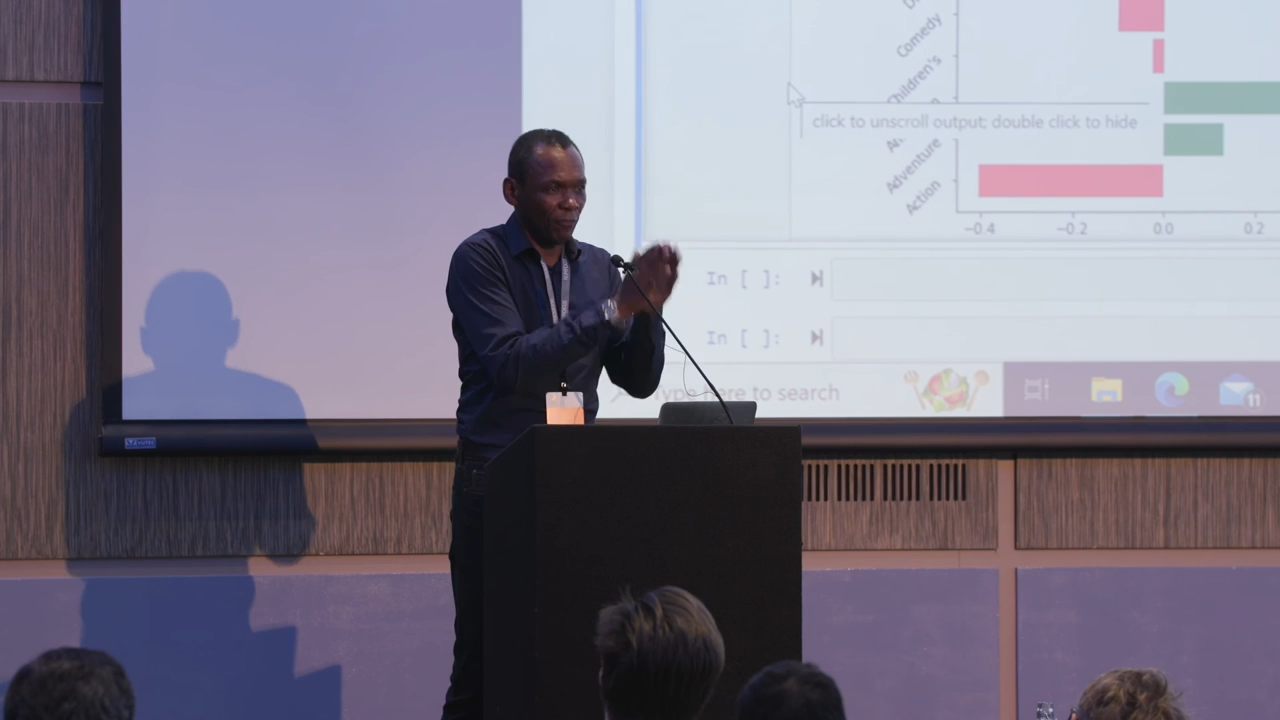 Comedy
Children's
click to unscroll output; double click to hide
Adventure
Action
−0.4
−0.2
0.0
0.2
In [ ]:
In [ ]:
Type here to search
11